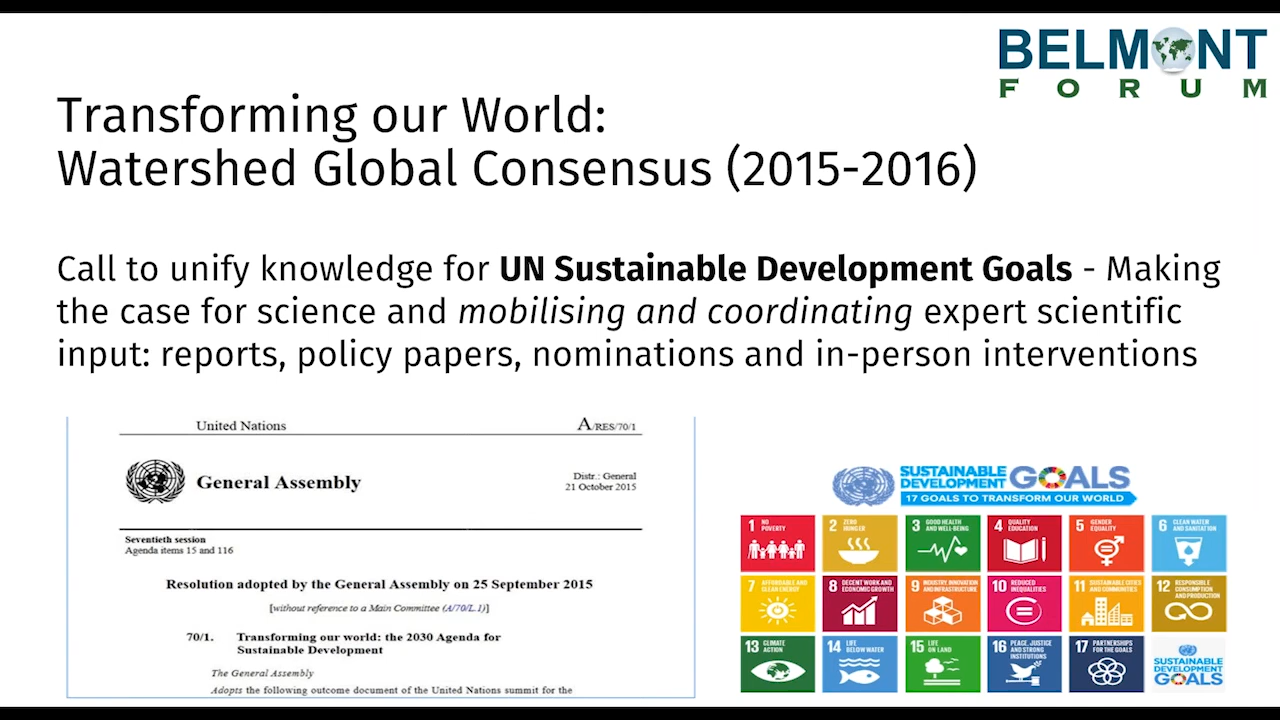 BELMONT
FORUM
Transforming our World:
Watershed Global Consensus (2015-2016)
Call to unify knowledge for UN Sustainable Development Goals - Making
the case for science and mobilising and coordinating expert scientific
input: reports, policy papers, nominations and in-person interventions
United Nations A/RES/70/1
General Assembly
Distr.: General
21 October 2015
Seventieth session
Agenda items 15 and 116
Resolution adopted by the General Assembly on 25 September 2015
[without reference to a Main Committee (A/70/L.1)]
70/1. Transforming our world: the 2030 Agenda for
Sustainable Development
The General Assembly
Adopts the following outcome document of the United Nations summit for the
SUSTAINABLE
DEVELOPMENT
GOALS
17 GOALS TO TRANSFORM OUR WORLD
1 NO
POVERTY
2 ZERO
HUNGER
3 GOOD HEALTH
AND WELL-BEING
4 QUALITY
EDUCATION
5 GENDER
EQUALITY
6 CLEAN WATER
AND SANITATION
7 AFFORDABLE AND
CLEAN ENERGY
8 DECENT WORK AND
ECONOMIC GROWTH
9 INDUSTRY, INNOVATION
AND INFRASTRUCTURE
10 REDUCED
INEQUALITIES
11 SUSTAINABLE CITIES
AND COMMUNITIES
12 RESPONSIBLE
CONSUMPTION
AND PRODUCTION
13 CLIMATE
ACTION
14 LIFE
BELOW WATER
15 LIFE
ON LAND
16 PEACE, JUSTICE
AND STRONG
INSTITUTIONS
17 PARTNERSHIPS
FOR THE GOALS
SUSTAINABLE
DEVELOPMENT
GOALS